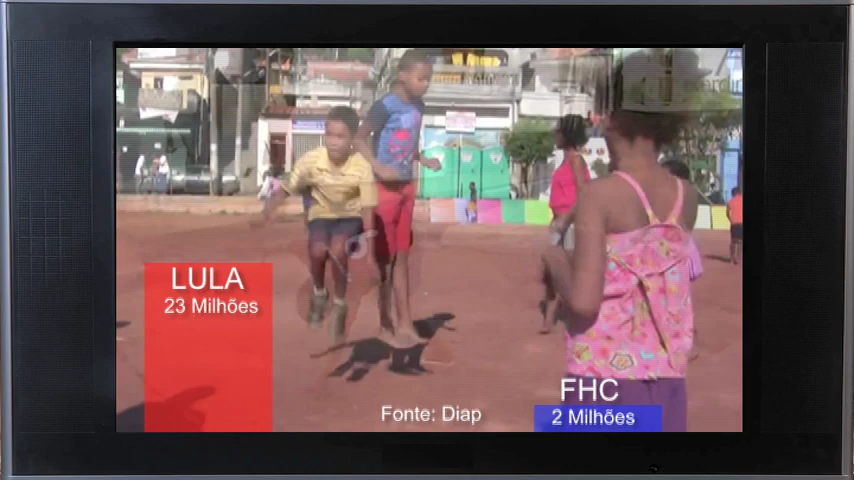 LULA
23 Milhões
Fonte: Diap
FHC
2 Milhões